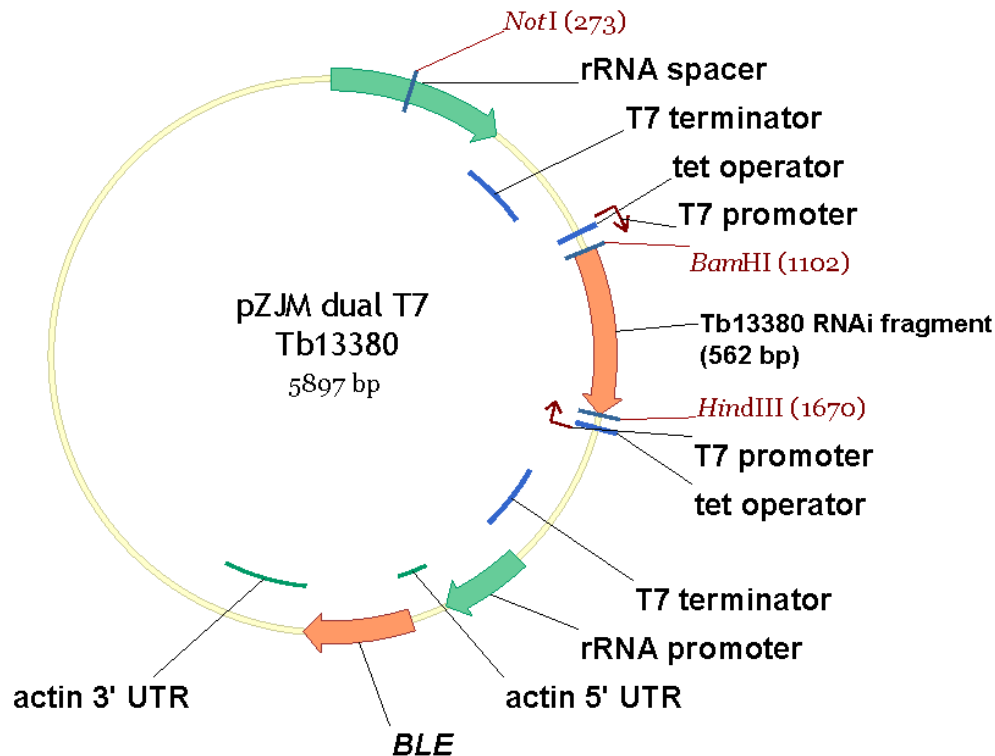 NotI (273)
rRNA spacer
T7 terminator
tet operator
T7 promoter
BamHI (1102)
pZJM dual T7
Tb13380
5897 bp
Tb13380 RNAi fragment
(562 bp)
HindIII (1670)
T7 promoter
tet operator
T7 terminator
rRNA promoter
actin 5' UTR
actin 3' UTR
BLE